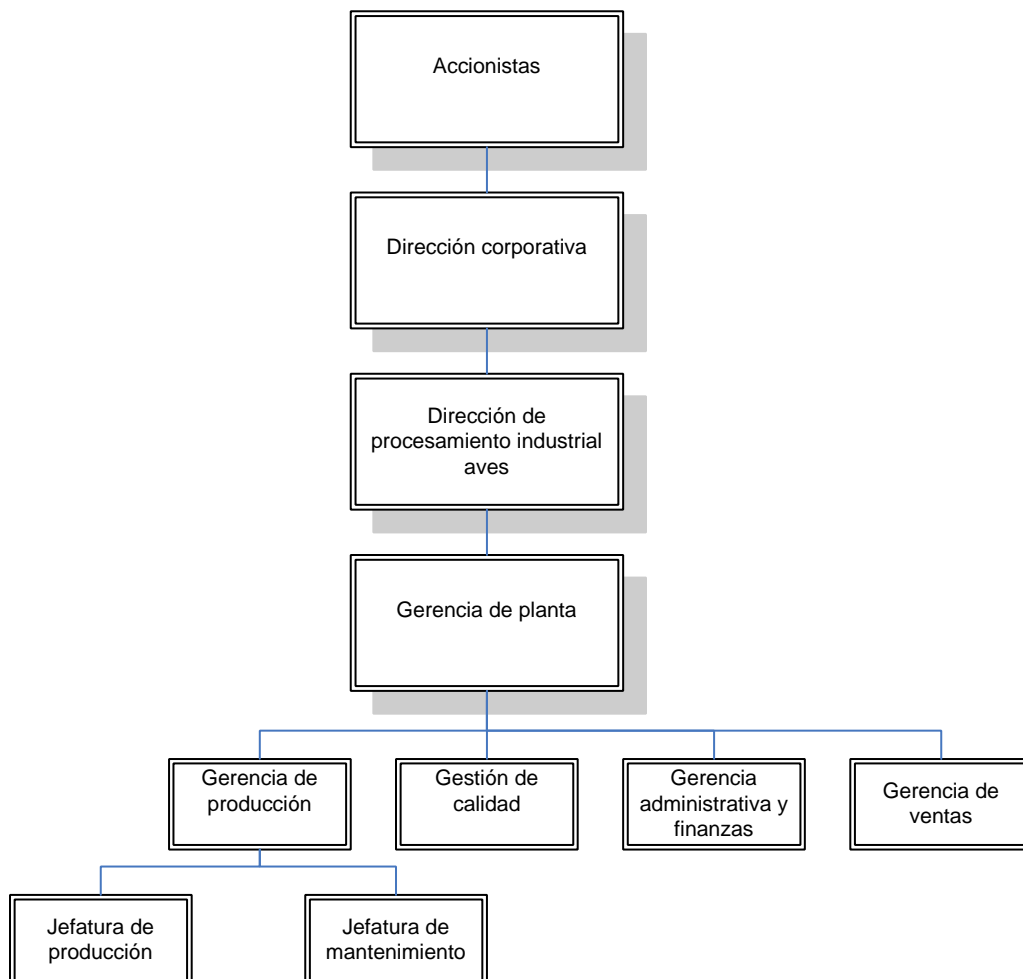 Accionistas
Dirección corporativa
Dirección de
procesamiento industrial
aves
Gerencia de planta
Gerencia de
producción
Gestión de
calidad
Gerencia
administrativa y
finanzas
Gerencia de
ventas
Jefatura de
producción
Jefatura de
mantenimiento